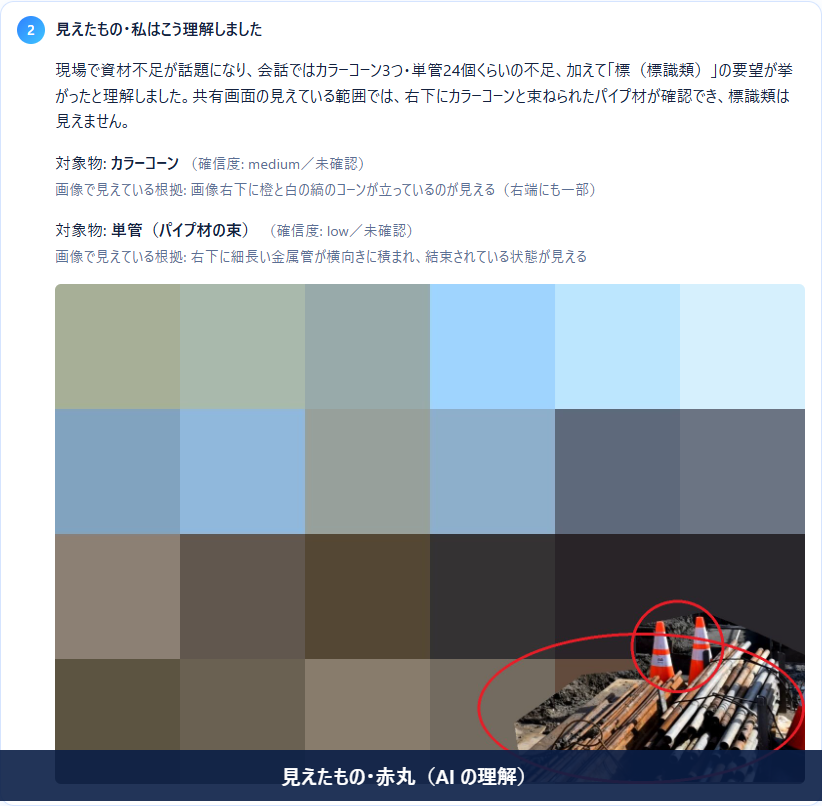 2 見えたもの・私はこう理解しました
現場で資材不足が話題になり、会話ではカラーコーン3つ・単管24個くらいの不足、加えて「標（標識類）」の要望が挙
がったと理解しました。共有画面の見えている範囲では、右下にカラーコーンと束ねられたパイプ材が確認でき、標識類は
見えません。
対象物: カラーコーン （確信度: medium／未確認）
画像で見えている根拠: 画像右下に橙と白の縞のコーンが立っているのが見える（右端にも一部）
対象物: 単管（パイプ材の束） （確信度: low／未確認）
画像で見えている根拠: 右下に細長い金属管が横向きに積まれ、結束されている状態が見える
見えたもの・赤丸（AI の理解）